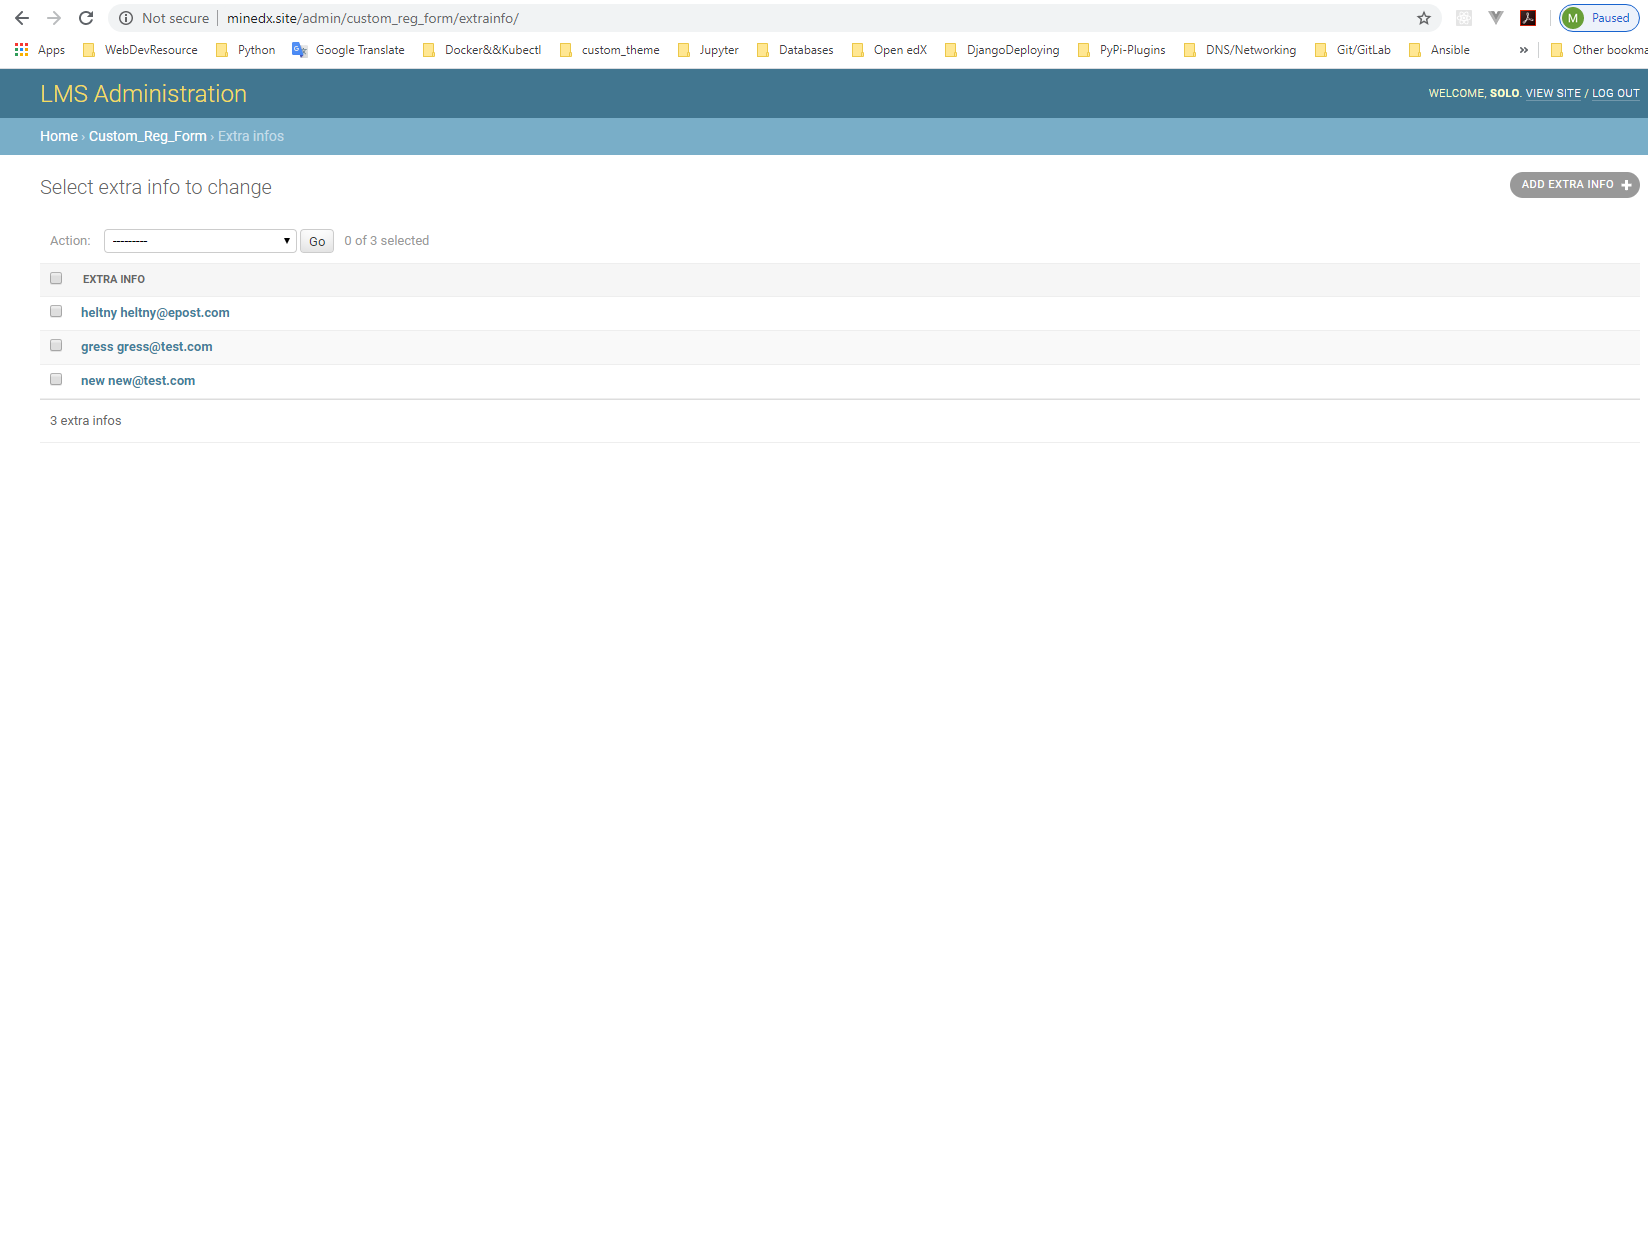 Not secure | minedx.site/admin/custom_reg_form/extrainfo/ M Paused
Apps WebDevResource Python Google Translate Docker&&Kubectl custom_theme Jupyter Databases Open edX DjangoDeploying PyPi-Plugins DNS/Networking Git/GitLab Ansible » Other bookma
LMS Administration WELCOME, SOLO. VIEW SITE / LOG OUT
Home › Custom_Reg_Form › Extra infos
Select extra info to change ADD EXTRA INFO +
Action: --------- Go 0 of 3 selected
EXTRA INFO
heltny heltny@epost.com
gress gress@test.com
new new@test.com
3 extra infos